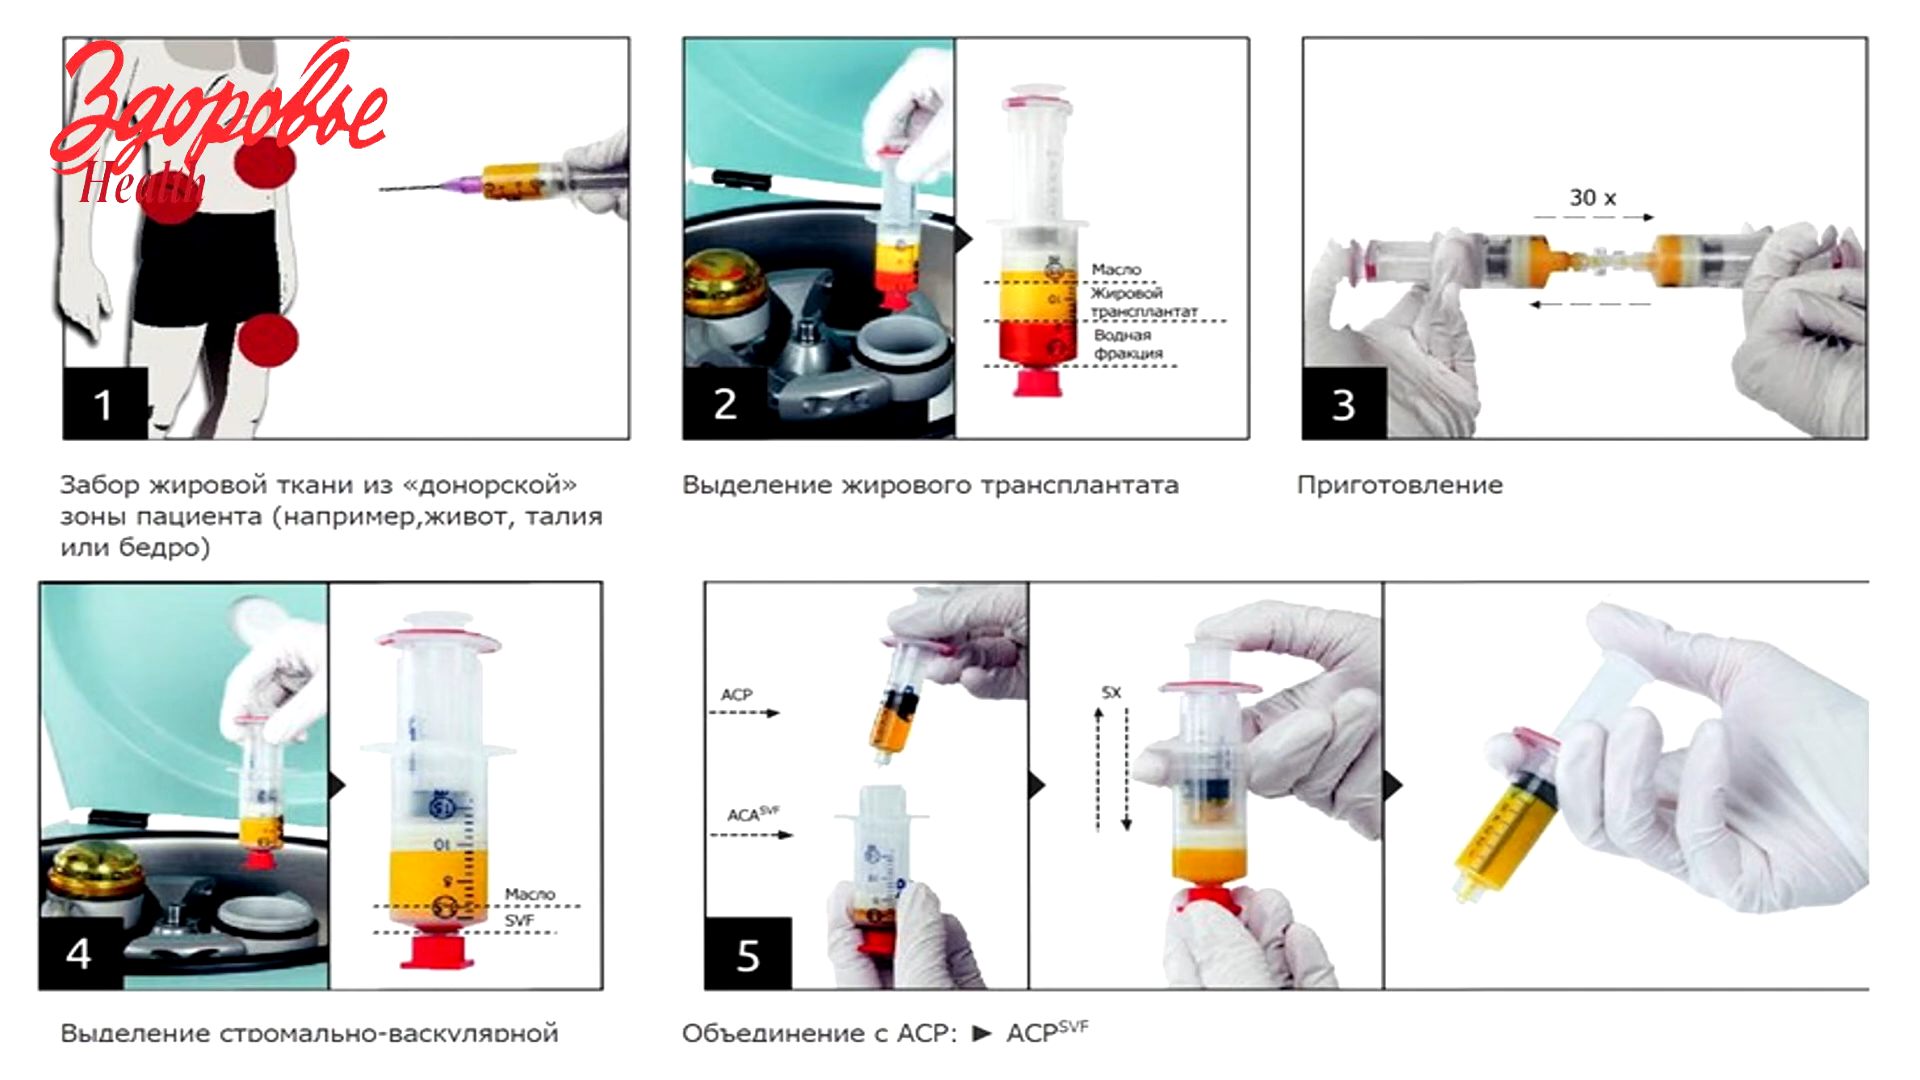 Здоровье
Health
1
Забор жировой ткани из «донорской»
зоны пациента (например,живот, талия
или бедро)
2
Масло
Жировой
трансплантат
Водная
фракция
Выделение жирового трансплантата
30 x
3
Приготовление
4
Масло
SVF
Выделение стромально-васкулярной
ACP
ACA^SVF
5X
5
Объединение с ACP: ► ACP^SVF